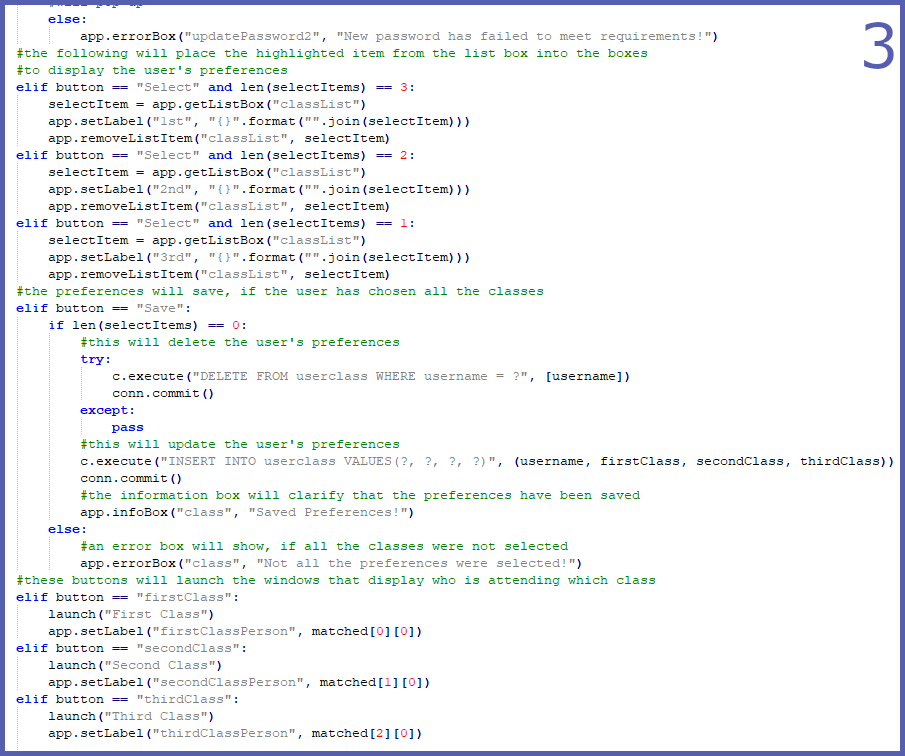 else:
app.errorBox("updatePassword2", "New password has failed to meet requirements!")
3
#the following will place the highlighted item from the list box into the boxes
#to display the user's preferences
elif button == "Select" and len(selectItems) == 3:
selectItem = app.getListBox("classList")
app.setLabel("1st", "{}".format("".join(selectItem)))
app.removeListItem("classList", selectItem)
elif button == "Select" and len(selectItems) == 2:
selectItem = app.getListBox("classList")
app.setLabel("2nd", "{}".format("".join(selectItem)))
app.removeListItem("classList", selectItem)
elif button == "Select" and len(selectItems) == 1:
selectItem = app.getListBox("classList")
app.setLabel("3rd", "{}".format("".join(selectItem)))
app.removeListItem("classList", selectItem)
#the preferences will save, if the user has chosen all the classes
elif button == "Save":
if len(selectItems) == 0:
#this will delete the user's preferences
try:
c.execute("DELETE FROM userclass WHERE username = ?", [username])
conn.commit()
except:
pass
#this will update the user's preferences
c.execute("INSERT INTO userclass VALUES(?, ?, ?, ?)", (username, firstClass, secondClass, thirdClass))
conn.commit()
#the information box will clarify that the preferences have been saved
app.infoBox("class", "Saved Preferences!")
else:
#an error box will show, if all the classes were not selected
app.errorBox("class", "Not all the preferences were selected!")
#these buttons will launch the windows that display who is attending which class
elif button == "firstClass":
launch("First Class")
app.setLabel("firstClassPerson", matched[0][0])
elif button == "secondClass":
launch("Second Class")
app.setLabel("secondClassPerson", matched[1][0])
elif button == "thirdClass":
launch("Third Class")
app.setLabel("thirdClassPerson", matched[2][0])